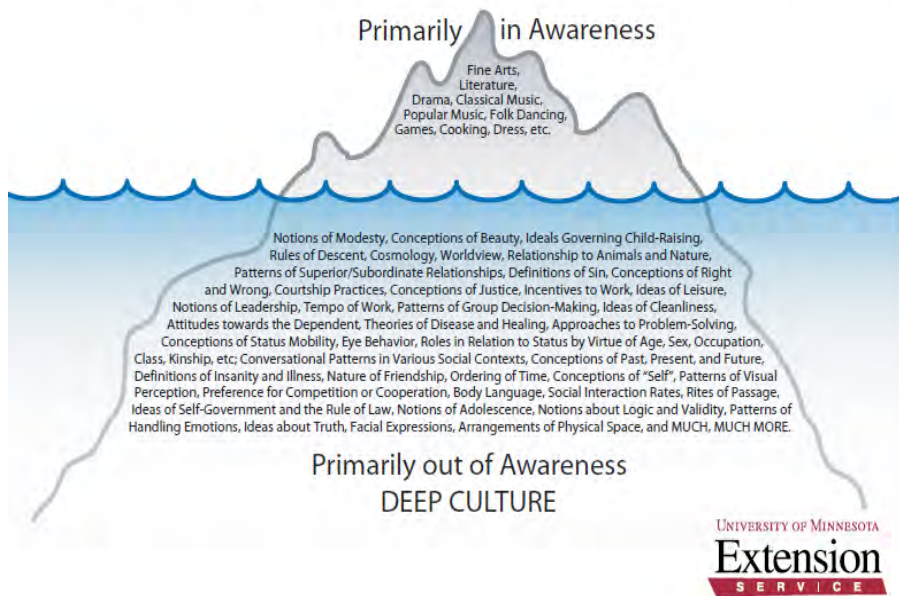 Primarily in Awareness
Fine Arts,
Literature,
Drama, Classical Music,
Popular Music, Folk Dancing,
Games, Cooking, Dress, etc.
Notions of Modesty, Conceptions of Beauty, Ideals Governing Child-Raising,
Rules of Descent, Cosmology, Worldview, Relationship to Animals and Nature,
Patterns of Superior/Subordinate Relationships, Definitions of Sin, Conceptions of Right
and Wrong, Courtship Practices, Conceptions of Justice, Incentives to Work, Ideas of Leisure,
Notions of Leadership, Tempo of Work, Patterns of Group Decision-Making, Ideas of Cleanliness,
Attitudes towards the Dependent, Theories of Disease and Healing, Approaches to Problem-Solving,
Conceptions of Status Mobility, Eye Behavior, Roles in Relation to Status by Virtue of Age, Sex, Occupation,
Class, Kinship, etc; Conversational Patterns in Various Social Contexts, Conceptions of Past, Present, and Future,
Definitions of Insanity and Illness, Nature of Friendship, Ordering of Time, Conceptions of “Self”, Patterns of Visual
Perception, Preference for Competition or Cooperation, Body Language, Social Interaction Rates, Rites of Passage,
Ideas of Self-Government and the Rule of Law, Notions of Adolescence, Notions about Logic and Validity, Patterns of
Handling Emotions, Ideas about Truth, Facial Expressions, Arrangements of Physical Space, and MUCH, MUCH MORE.
Primarily out of Awareness
DEEP CULTURE
UNIVERSITY OF MINNESOTA
Extension
SERVICE